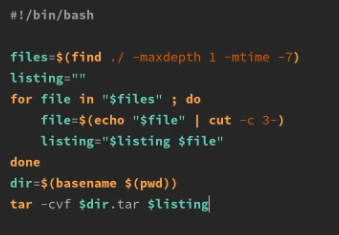 #!/bin/bash
files=$(find ./ -maxdepth 1 -mtime -7)
listing=""
for file in "$files" ; do
    file=$(echo "$file" | cut -c 3-)
    listing="$listing $file"
done
dir=$(basename $(pwd))
tar -cvf $dir.tar $listing